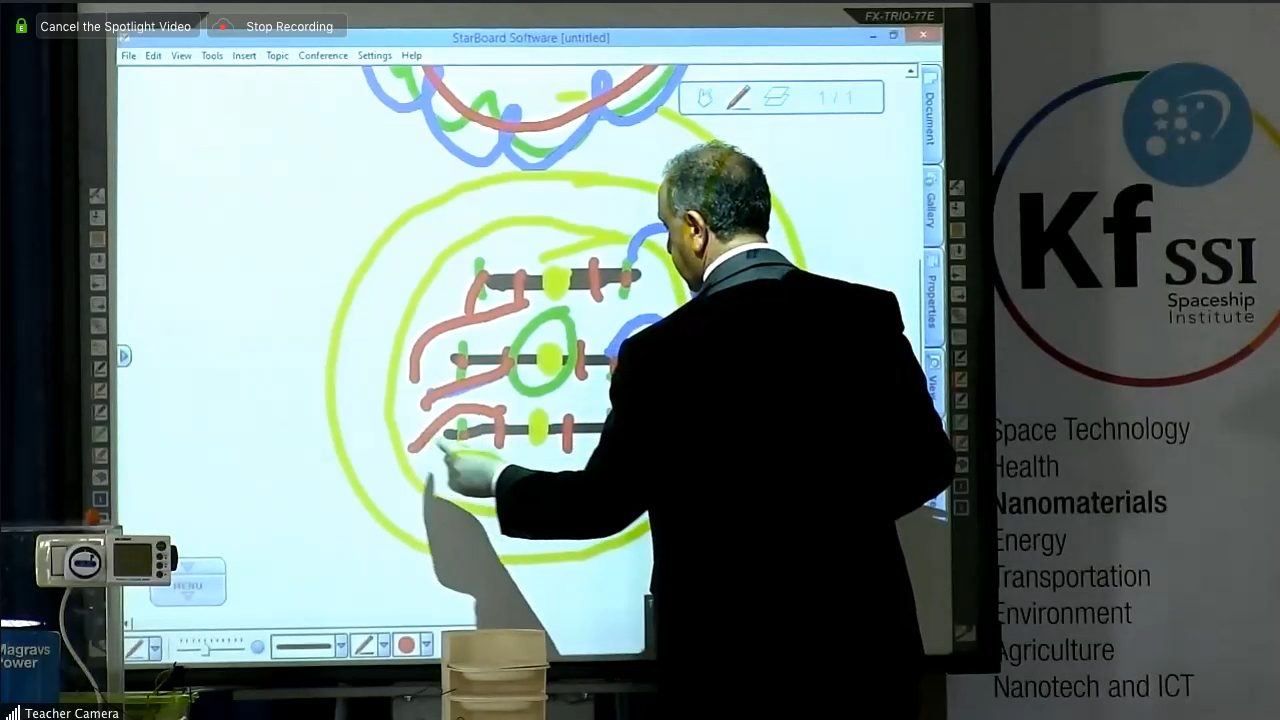 Cancel the Spotlight Video
Stop Recording
FX-TRIO-77E
StarBoard Software [untitled]
File Edit View Tools Insert Topic Conference Settings Help
1 / 1
Document
Gallery
Properties
Kf
SSI
Spaceship
Institute
Space Technology
Health
Nanomaterials
Energy
Transportation
Environment
Agriculture
Nanotech and ICT
MENU
Magravs
Power
Teacher Camera